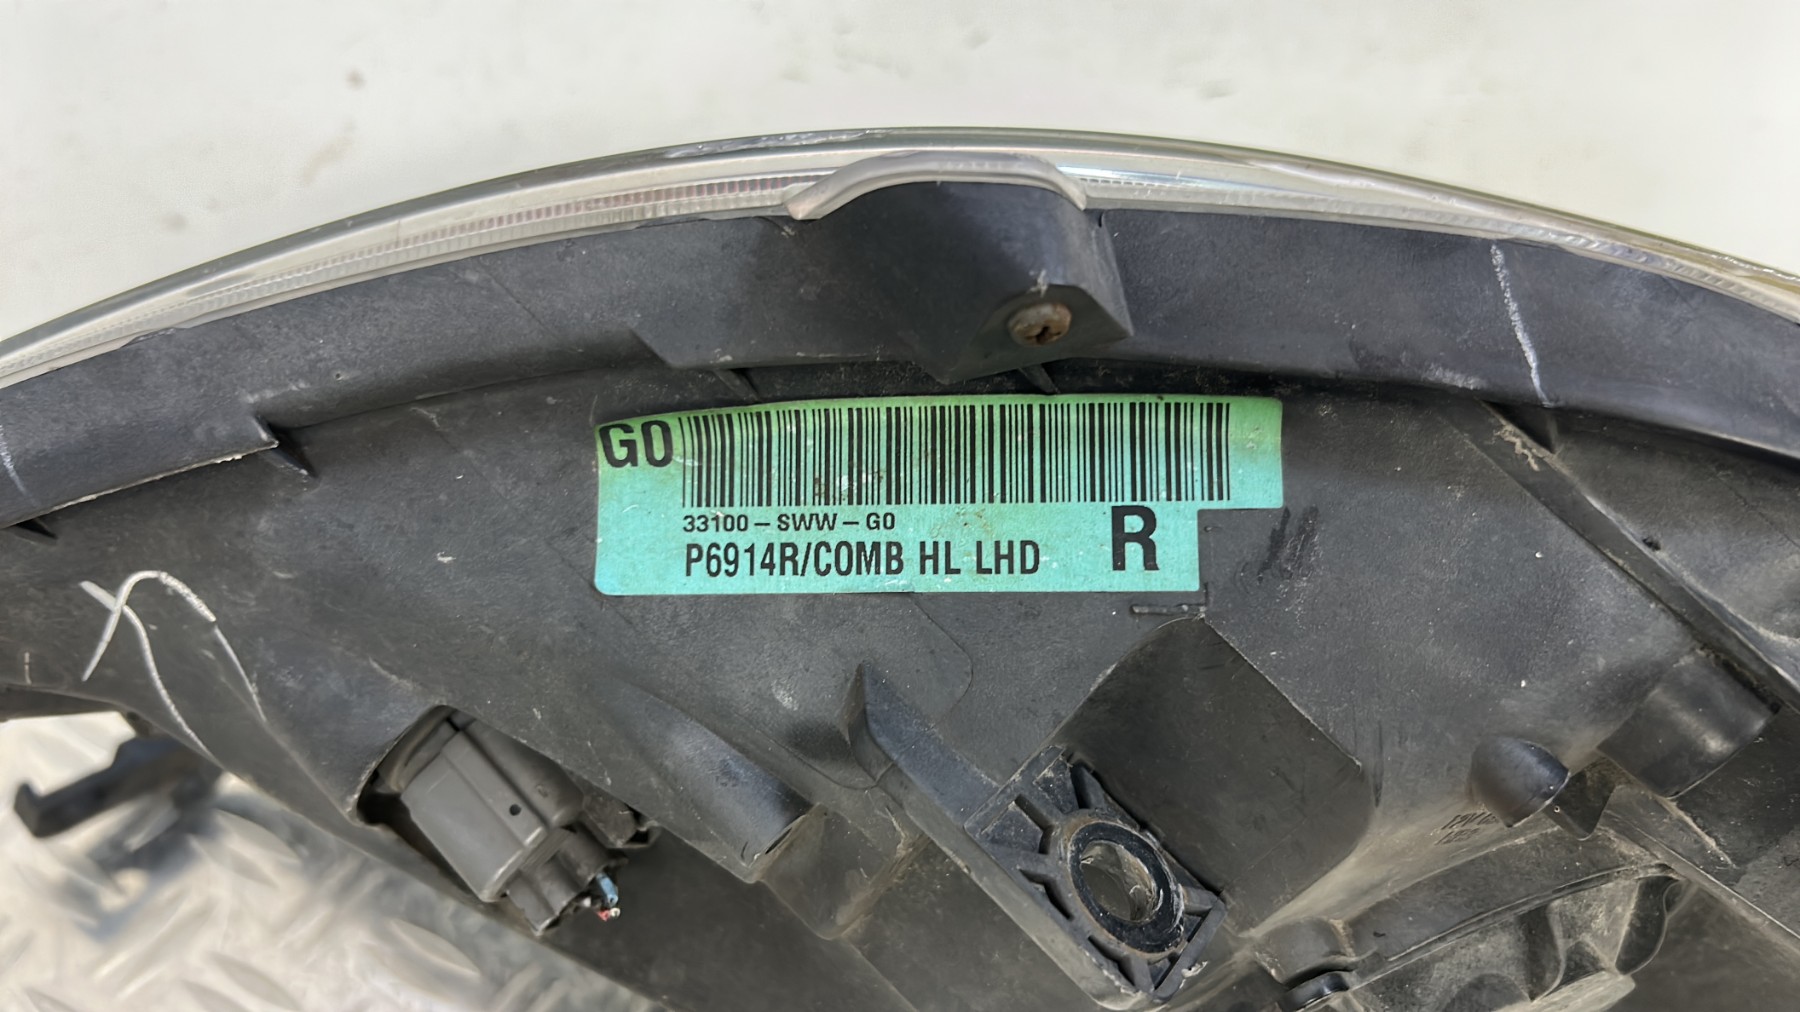 G0
33100-SWW-G0
P6914R/COMB HL LHD
R